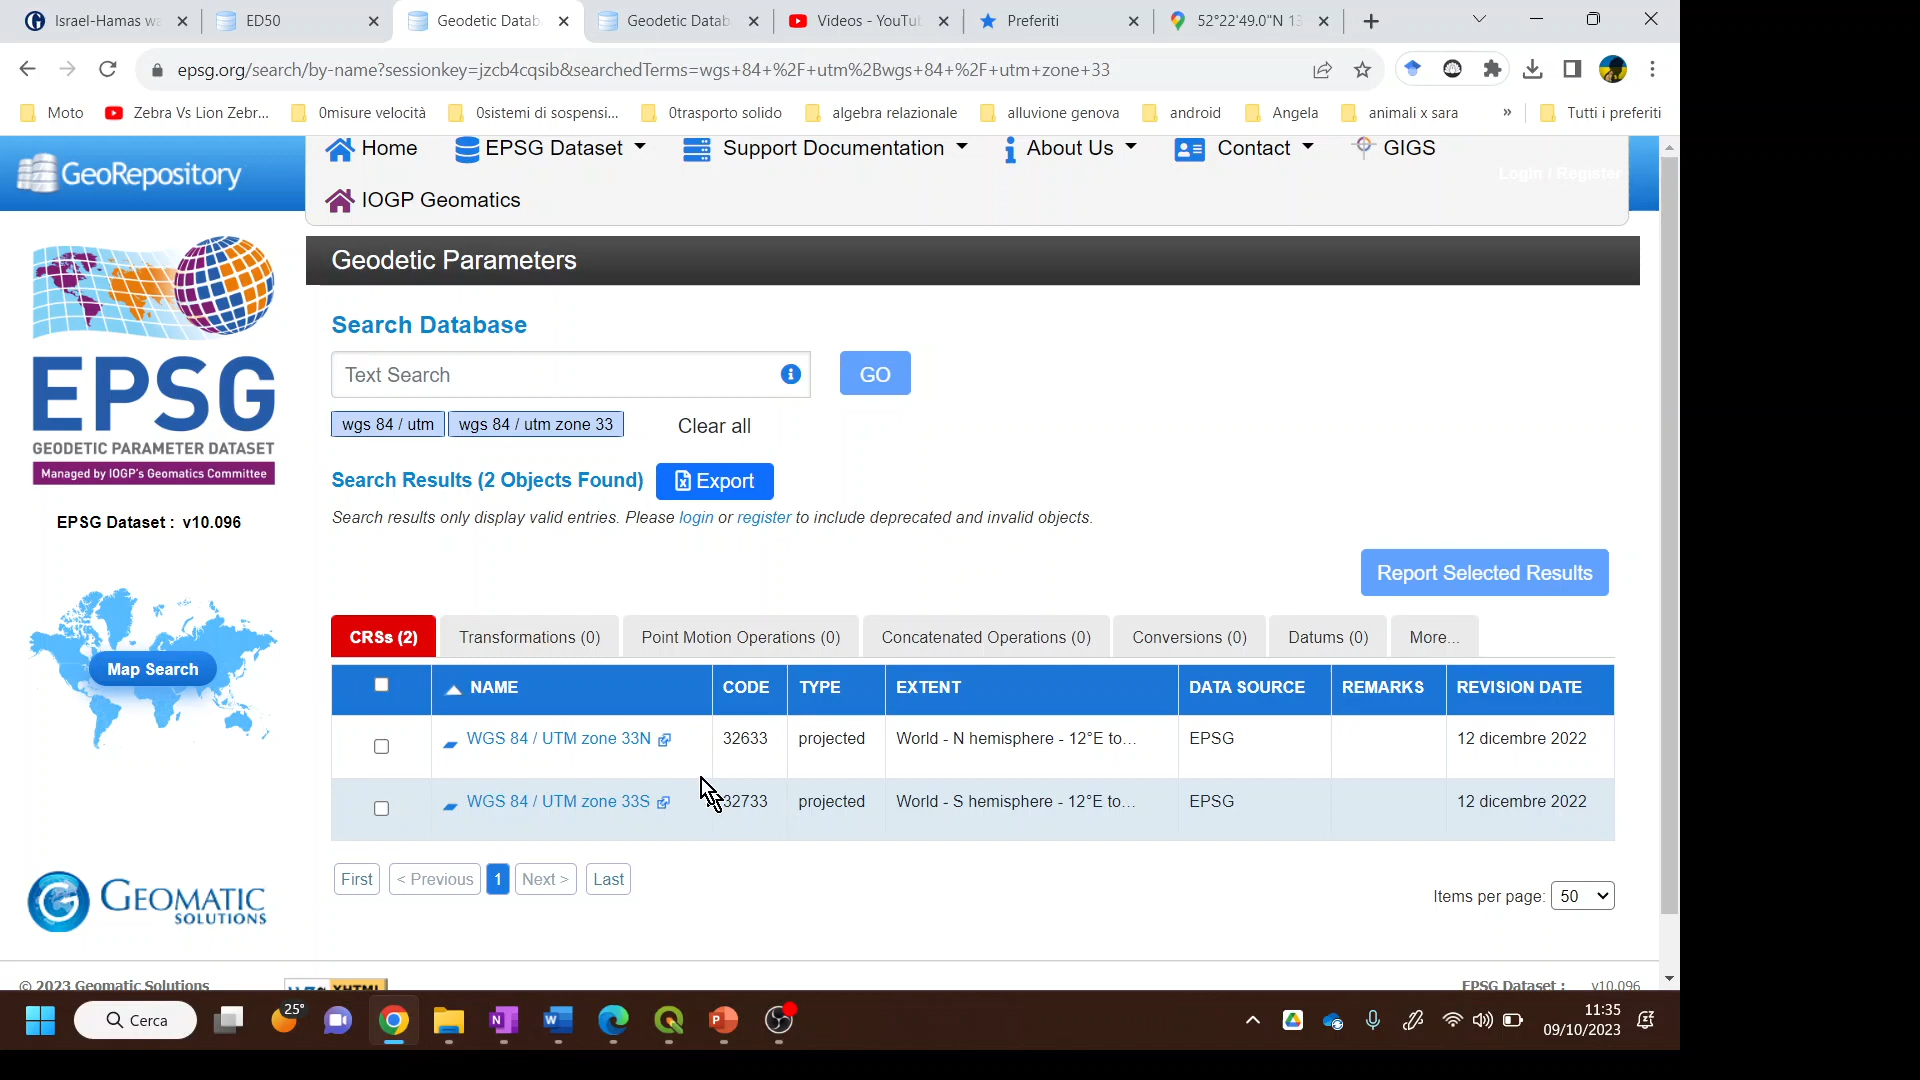 Israel-Hamas wa
ED50
Geodetic Datab
Geodetic Datab
Videos - YouTu
Preferiti
52°22'49.0"N 13
epsg.org/search/by-name?sessionkey=jzcb4cqsib&searchedTerms=wgs+84+%2F+utm%2Bwgs+84+%2F+utm+zone+33
Moto
Zebra Vs Lion Zebr...
0misure velocità
0sistemi di sospensi...
0trasporto solido
algebra relazionale
alluvione genova
android
Angela
animali x sara
»
Tutti i preferiti
GeoRepository
Home
EPSG Dataset
Support Documentation
About Us
Contact
GIGS
Login / Register
IOGP Geomatics
EPSG
GEODETIC PARAMETER DATASET
Managed by IOGP's Geomatics Committee
EPSG Dataset : v10.096
Map Search
GEOMATIC
SOLUTIONS
Geodetic Parameters
Search Database
Text Search
GO
wgs 84 / utm
wgs 84 / utm zone 33
Clear all
Search Results (2 Objects Found)
Export
Search results only display valid entries. Please login or register to include deprecated and invalid objects.
Report Selected Results
CRSs (2)
Transformations (0)
Point Motion Operations (0)
Concatenated Operations (0)
Conversions (0)
Datums (0)
More...
NAME CODE TYPE EXTENT DATA SOURCE REMARKS REVISION DATE
WGS 84 / UTM zone 33N 32633 projected World - N hemisphere - 12°E to... EPSG 12 dicembre 2022
WGS 84 / UTM zone 33S 32733 projected World - S hemisphere - 12°E to... EPSG 12 dicembre 2022
First
< Previous
1
Next >
Last
Items per page: 50
© 2023 Geomatic Solutions
EPSG Dataset : v10.096
Cerca
25°
11:35
09/10/2023